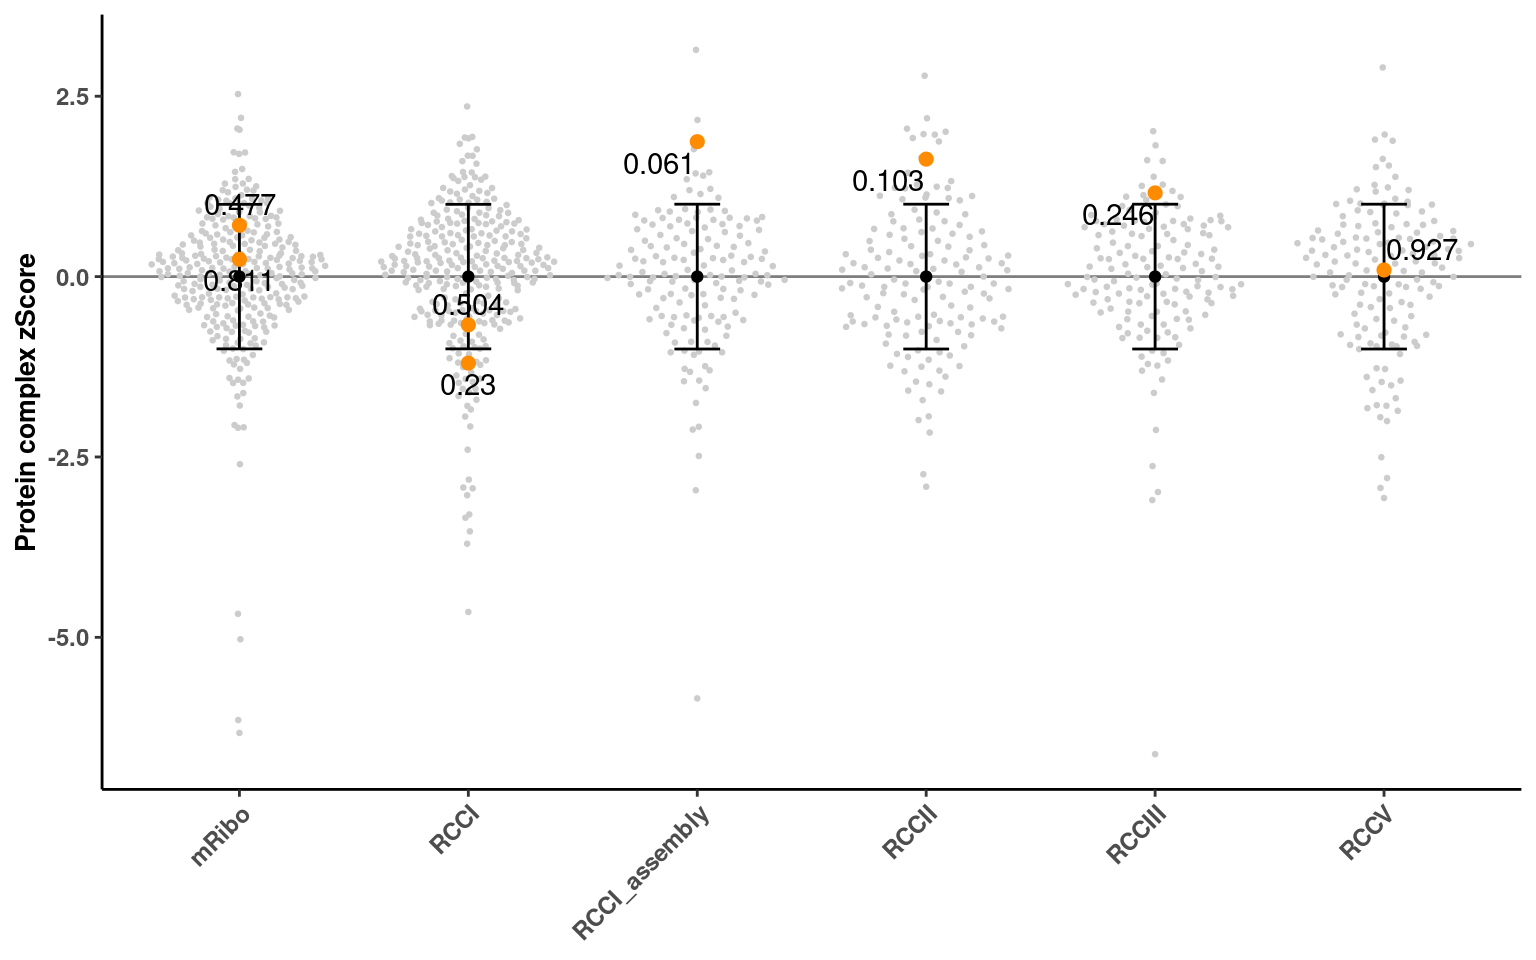 Protein complex zScore
2.5
0.0
-2.5
-5.0
0.477
0.811
0.504
0.23
0.061
0.103
0.246
0.927
mRibo
RCCI
RCCI_assembly
RCCII
RCCIII
RCCV